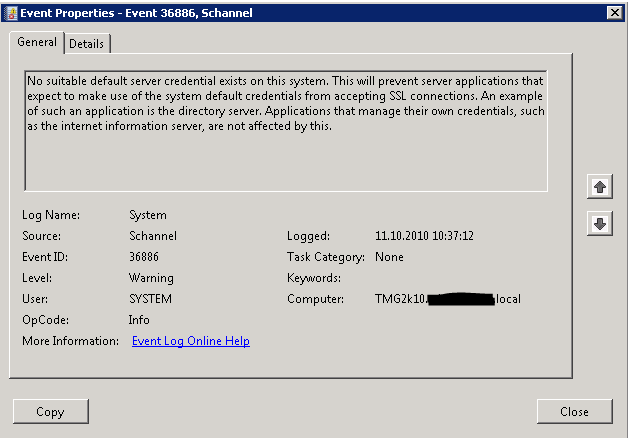 Event Properties - Event 36886, Schannel
General
Details
No suitable default server credential exists on this system. This will prevent server applications that
expect to make use of the system default credentials from accepting SSL connections. An example
of such an application is the directory server. Applications that manage their own credentials, such
as the internet information server, are not affected by this.
Log Name: System
Source: Schannel Logged: 11.10.2010 10:37:12
Event ID: 36886 Task Category: None
Level: Warning Keywords:
User: SYSTEM Computer: TMG2k10. local
OpCode: Info
More Information: Event Log Online Help
Copy Close